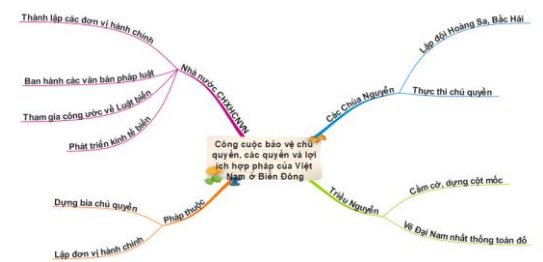 Thành lập các đơn vị hành chính
Ban hành các văn bản pháp luật
Tham gia công ước về Luật biển
Phát triển kinh tế biển
Nhà nước CHXHCNVN
Lập đội Hoàng Sa, Bắc Hải
Thực thi chủ quyền
Các Chúa Nguyễn
Công cuộc bảo vệ chủ
quyền, các quyền và lợi
ích hợp pháp của Việt
Nam ở Biển Đông
Triều Nguyễn
Cắm cờ, dựng cột mốc
Vẽ Đại Nam nhất thống toàn đồ
Pháp thuộc
Dựng bia chủ quyền
Lập đơn vị hành chính